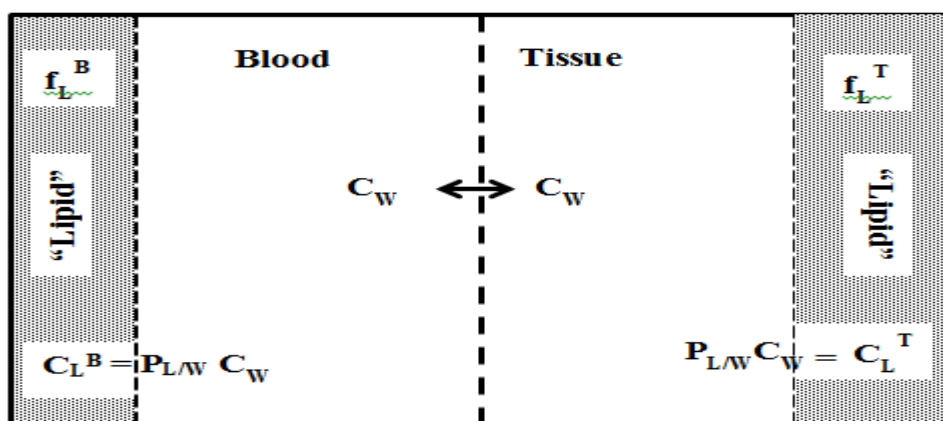 f_L^B
Blood
Tissue
f_L^T
“Lipid”
C_W
C_W
“Lipid”
C_L^B = P_L/W C_W
P_L/W C_W = C_L^T